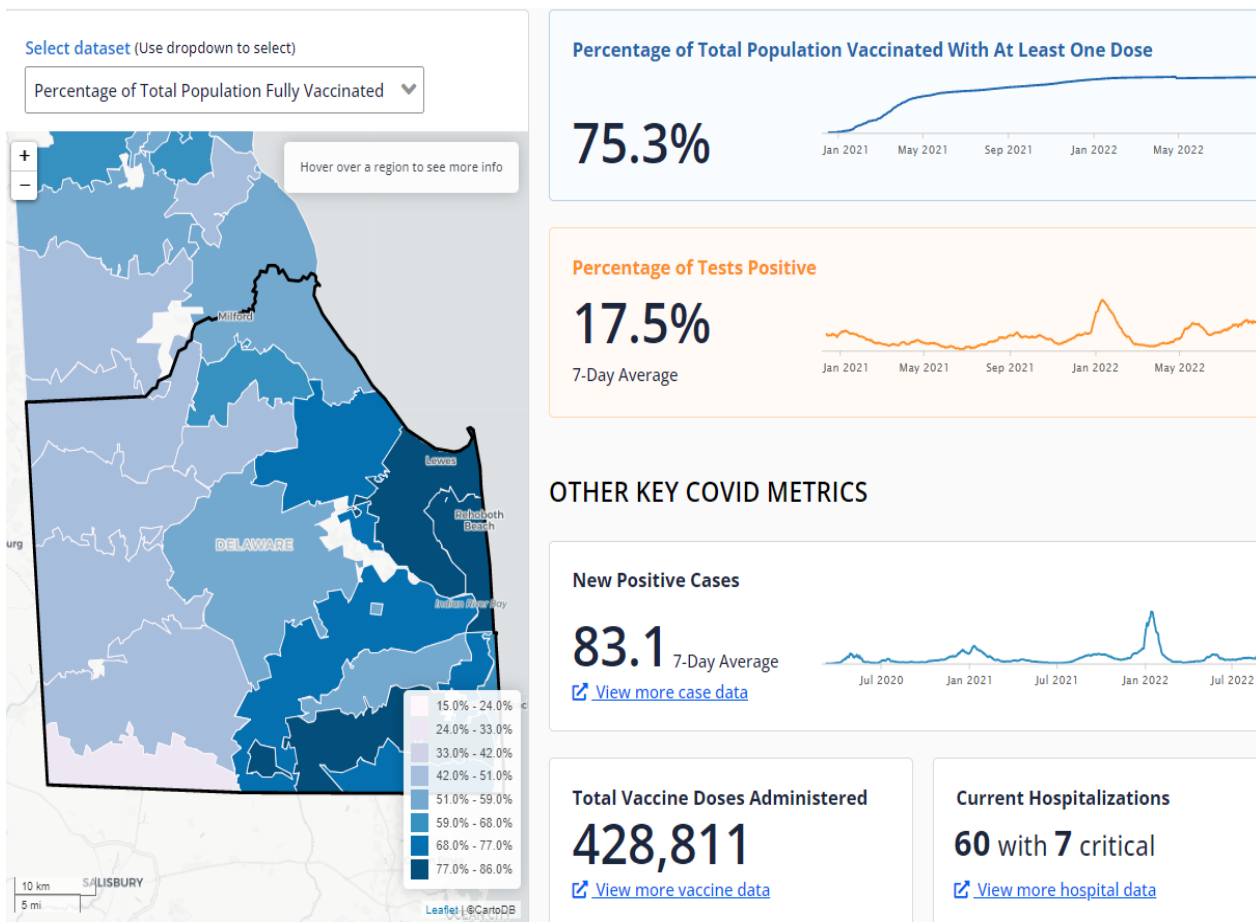 Select dataset (Use dropdown to select)
Percentage of Total Population Fully Vaccinated
+
−
Hover over a region to see more info
Milford
Lewes
Rehoboth
Beach
DELAWARE
urg
Indian River Bay
15.0% - 24.0%
24.0% - 33.0%
33.0% - 42.0%
42.0% - 51.0%
51.0% - 59.0%
59.0% - 68.0%
68.0% - 77.0%
77.0% - 86.0%
10 km
5 mi
SALISBURY
Leaflet | ©CartoDB
Percentage of Total Population Vaccinated With At Least One Dose
75.3%
Jan 2021 May 2021 Sep 2021 Jan 2022 May 2022
Percentage of Tests Positive
17.5%
7-Day Average
Jan 2021 May 2021 Sep 2021 Jan 2022 May 2022
OTHER KEY COVID METRICS
New Positive Cases
83.1 7-Day Average
View more case data
Jul 2020 Jan 2021 Jul 2021 Jan 2022 Jul 2022
Total Vaccine Doses Administered
428,811
View more vaccine data
Current Hospitalizations
60 with 7 critical
View more hospital data